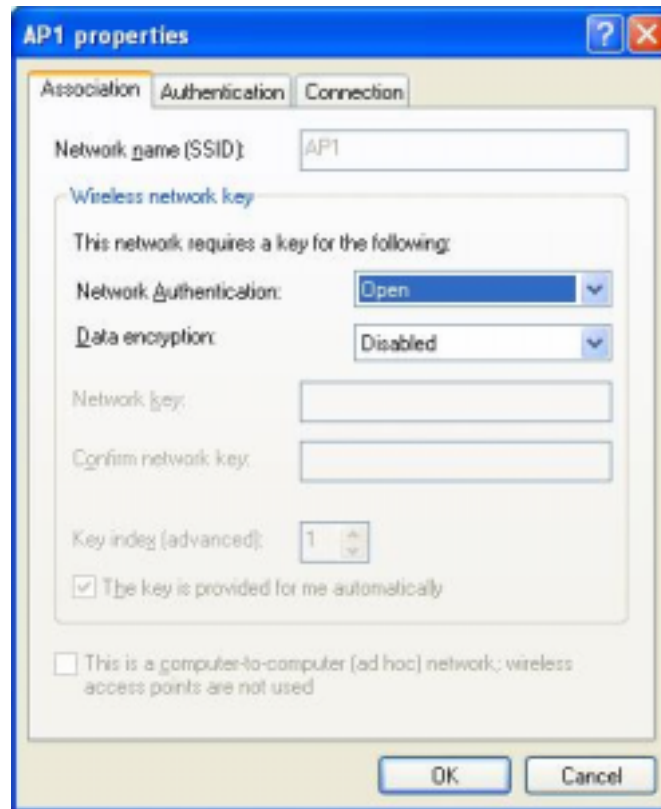 AP1 properties
Association Authentication Connection
Network name (SSID): AP1
Wireless network key
This network requires a key for the following:
Network Authentication: Open
Data encryption: Disabled
Network key:
Confirm network key:
Key index (advanced): 1
The key is provided for me automatically
This is a computer-to-computer (ad hoc) network; wireless
access points are not used
OK Cancel